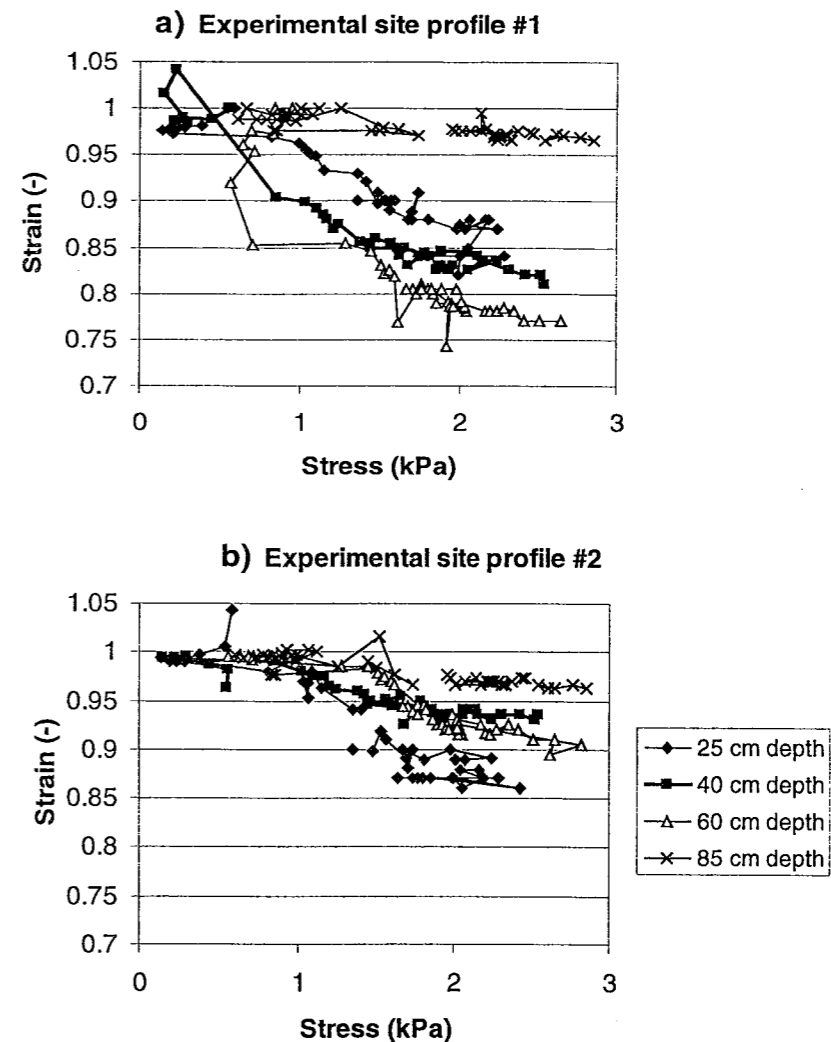 a) Experimental site profile #1
1.05
1
0.95
0.9
0.85
0.8
0.75
0.7
Strain (-)
0 1 2 3
Stress (kPa)
b) Experimental site profile #2
1.05
1
0.95
0.9
0.85
0.8
0.75
0.7
Strain (-)
0 1 2 3
Stress (kPa)
25 cm depth
40 cm depth
60 cm depth
85 cm depth